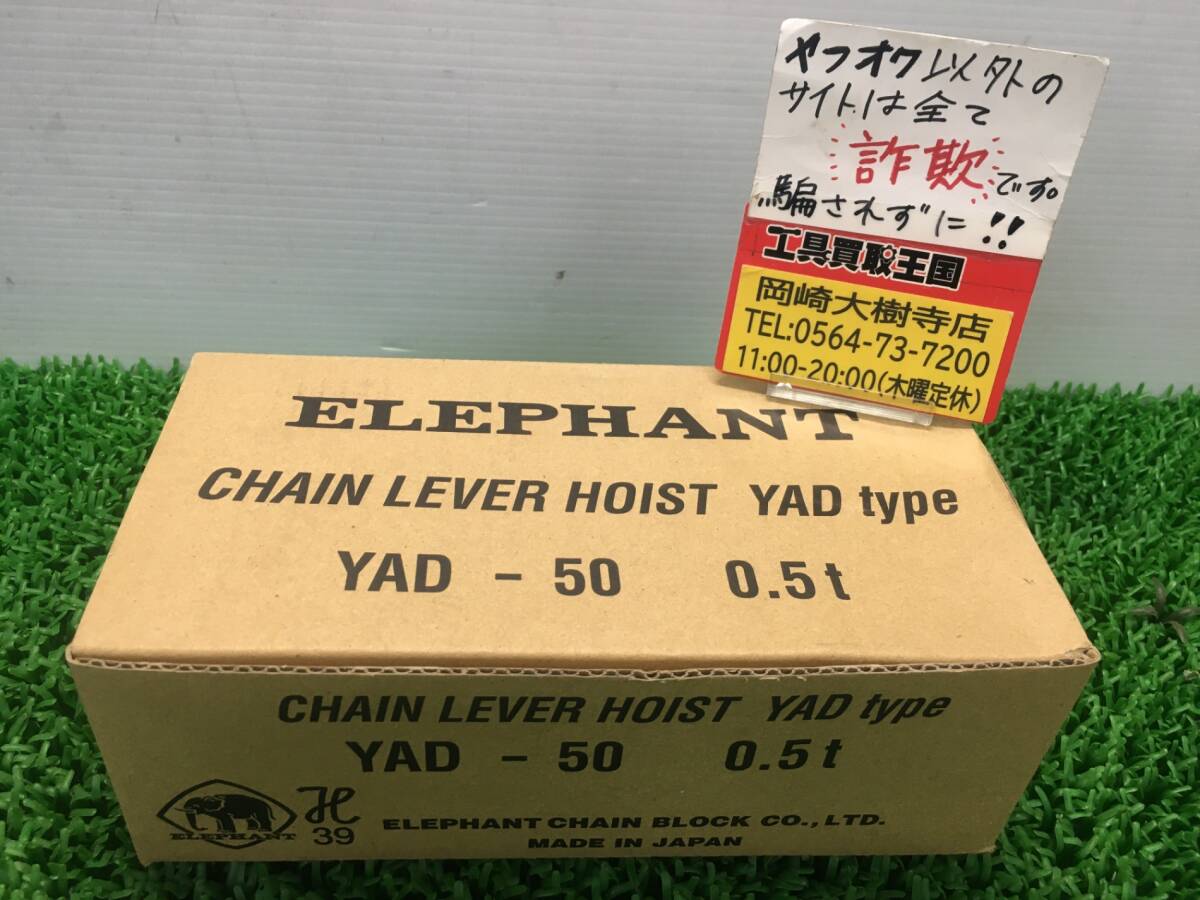 ヤフオク以外の
サイトは全て
詐欺です。
騙されずに!!
工具買取王国
岡崎大樹寺店
TEL:0564-73-7200
11:00-20:00(木曜定休)
ELEPHANT
CHAIN LEVER HOIST YAD type
YAD - 50 0.5t
CHAIN LEVER HOIST YAD type
YAD - 50 0.5t
ELEPHANT
H
39
ELEPHANT CHAIN BLOCK CO., LTD.
MADE IN JAPAN